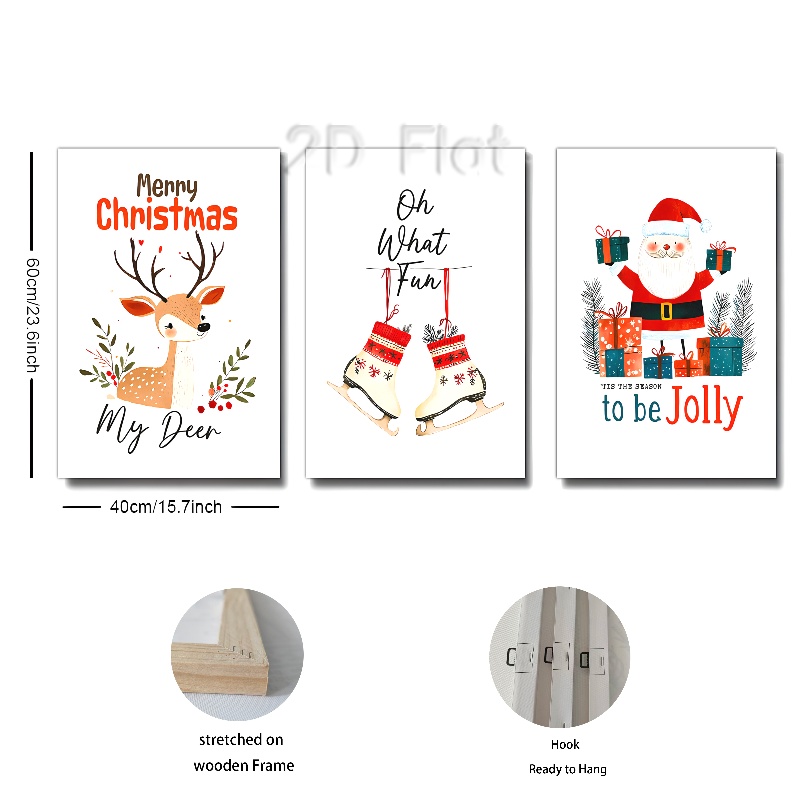 2D Flat
Merry
Christmas
My Deer
Oh
What
Fun
'TIS THE SEASON
to be Jolly
60cm/23.6inch
40cm/15.7inch
stretched on
wooden Frame
Hook
Ready to Hang